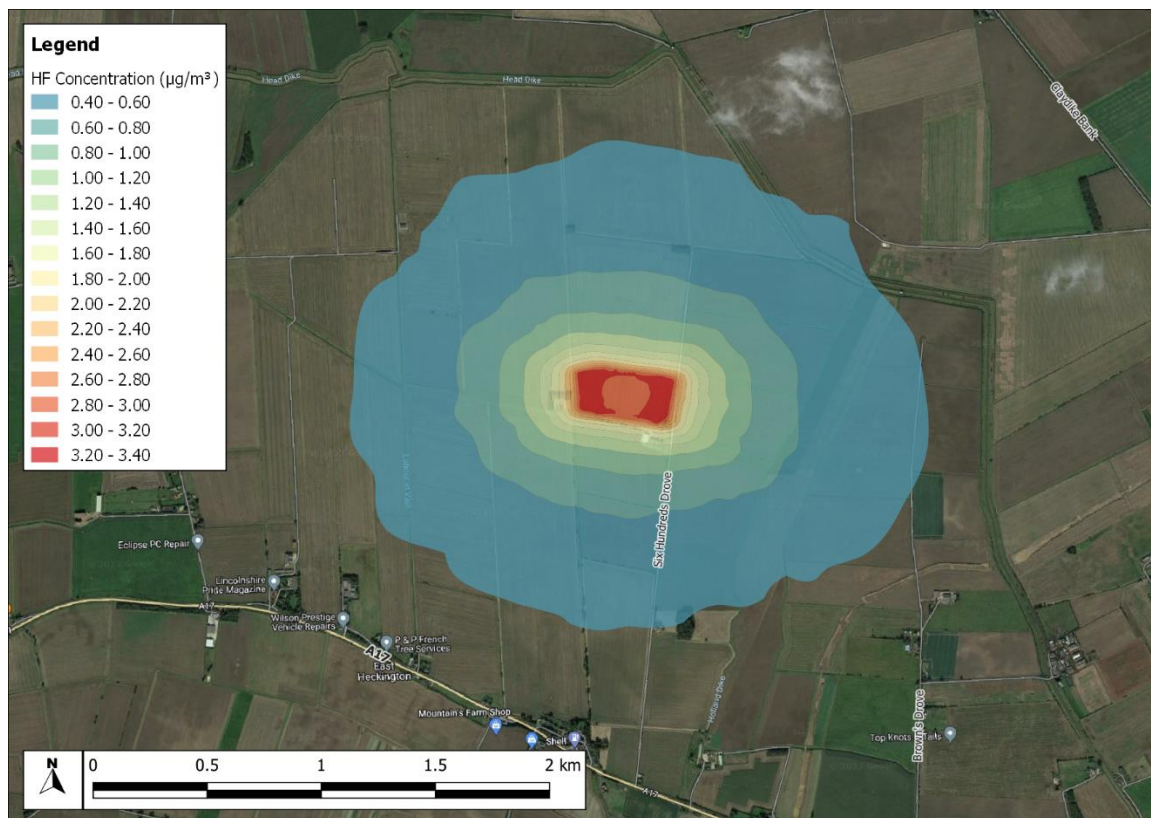 Legend
HF Concentration (µg/m³)
0.40 - 0.60
0.60 - 0.80
0.80 - 1.00
1.00 - 1.20
1.20 - 1.40
1.40 - 1.60
1.60 - 1.80
1.80 - 2.00
2.00 - 2.20
2.20 - 2.40
2.40 - 2.60
2.60 - 2.80
2.80 - 3.00
3.00 - 3.20
3.20 - 3.40
Head Dike
Head Dike
Claydike Bank
Six Hundreds Drove
Eclipse PC Repair
Lincolnshire
Pride Magazine
A17
Wilson Prestige
Vehicle Repairs
P & P French
Tree Services
A17
East
Heckington
Mountain's Farm Shop
Shell
Holland Dike
Brown's Drove
Top Knots
Tails
A17
N
0 0.5 1 1.5 2 km